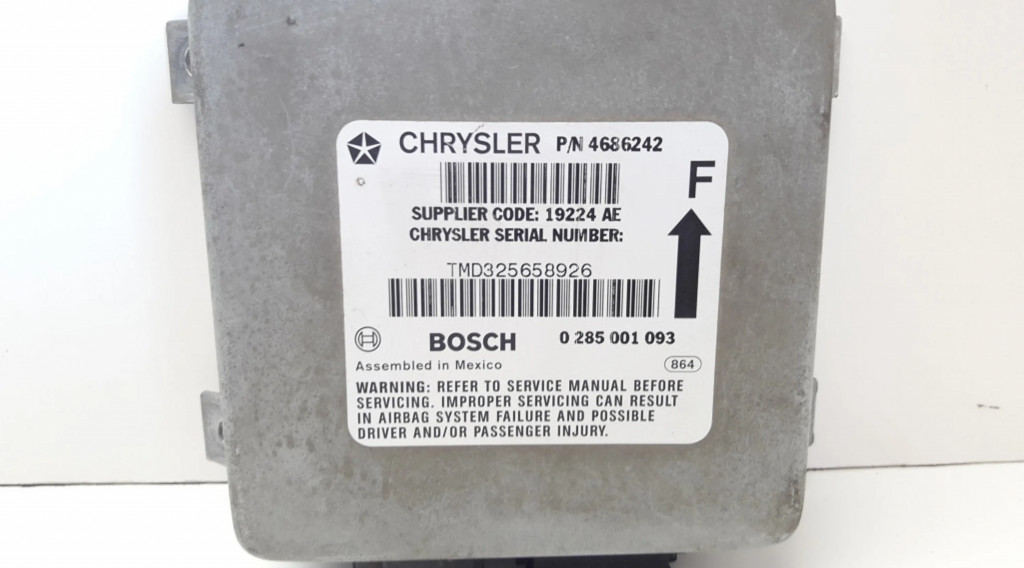 CHRYSLER P/N 4686242
F
SUPPLIER CODE: 19224 AE
CHRYSLER SERIAL NUMBER:
TMD325658926
BOSCH 0 285 001 093
Assembled in Mexico 864
WARNING: REFER TO SERVICE MANUAL BEFORE
SERVICING. IMPROPER SERVICING CAN RESULT
IN AIRBAG SYSTEM FAILURE AND POSSIBLE
DRIVER AND/OR PASSENGER INJURY.